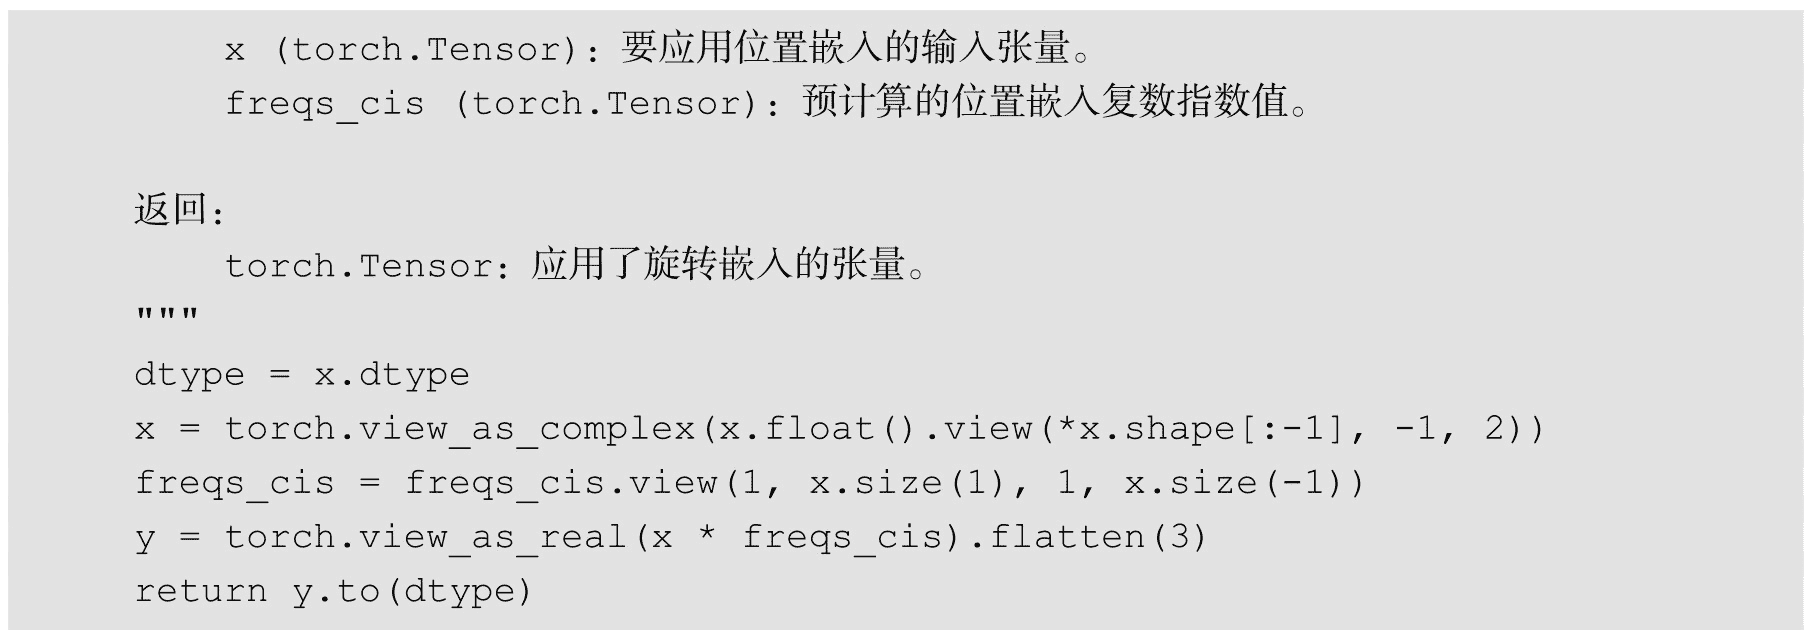 x (torch.Tensor): 要应用位置嵌入的输入张量。
freqs_cis (torch.Tensor): 预计算的位置嵌入复数指数值。
返回:
torch.Tensor: 应用了旋转嵌入的张量。
"""
dtype = x.dtype
x = torch.view_as_complex(x.float().view(*x.shape[:-1], -1, 2))
freqs_cis = freqs_cis.view(1, x.size(1), 1, x.size(-1))
y = torch.view_as_real(x * freqs_cis).flatten(3)
return y.to(dtype)